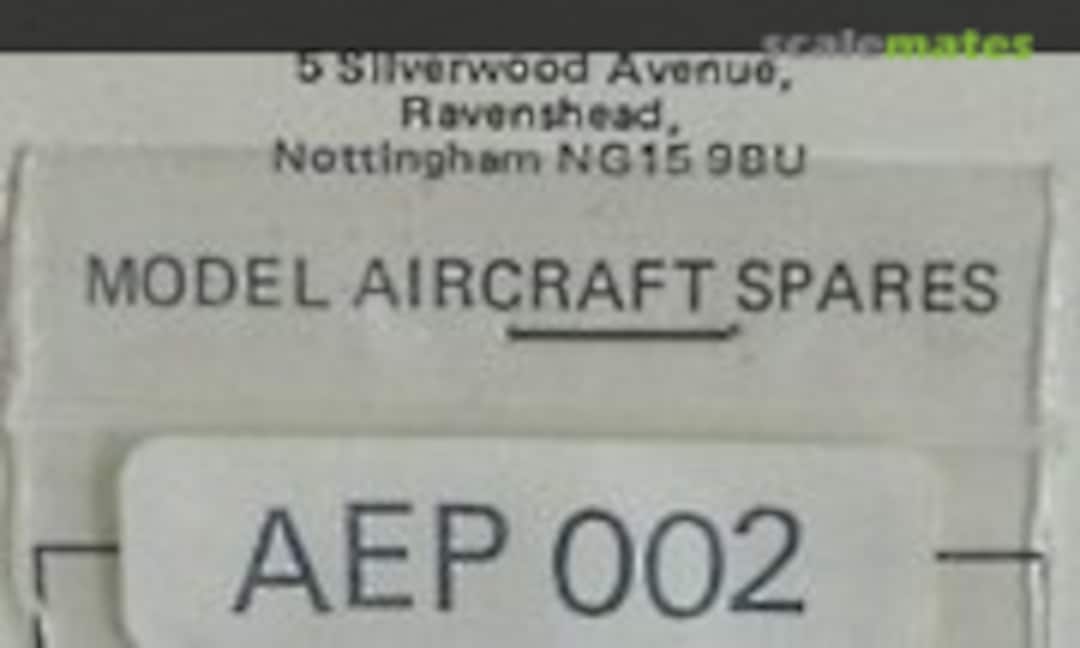 scalemates
5 Silverwood Avenue,
Ravenshead,
Nottingham NG15 9BU
MODEL AIRCRAFT SPARES
AEP 002